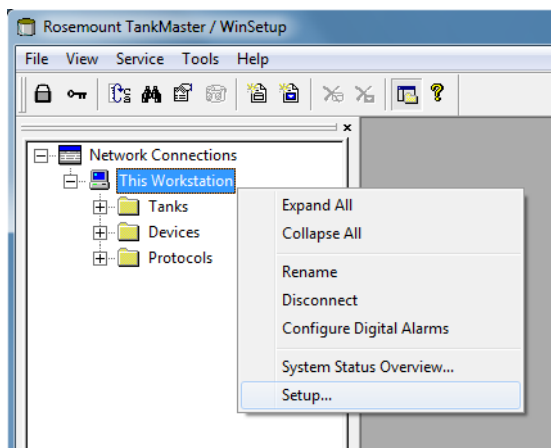 Rosemount TankMaster / WinSetup
File View Service Tools Help
Network Connections
This Workstation
Tanks
Devices
Protocols
Expand All
Collapse All
Rename
Disconnect
Configure Digital Alarms
System Status Overview...
Setup...